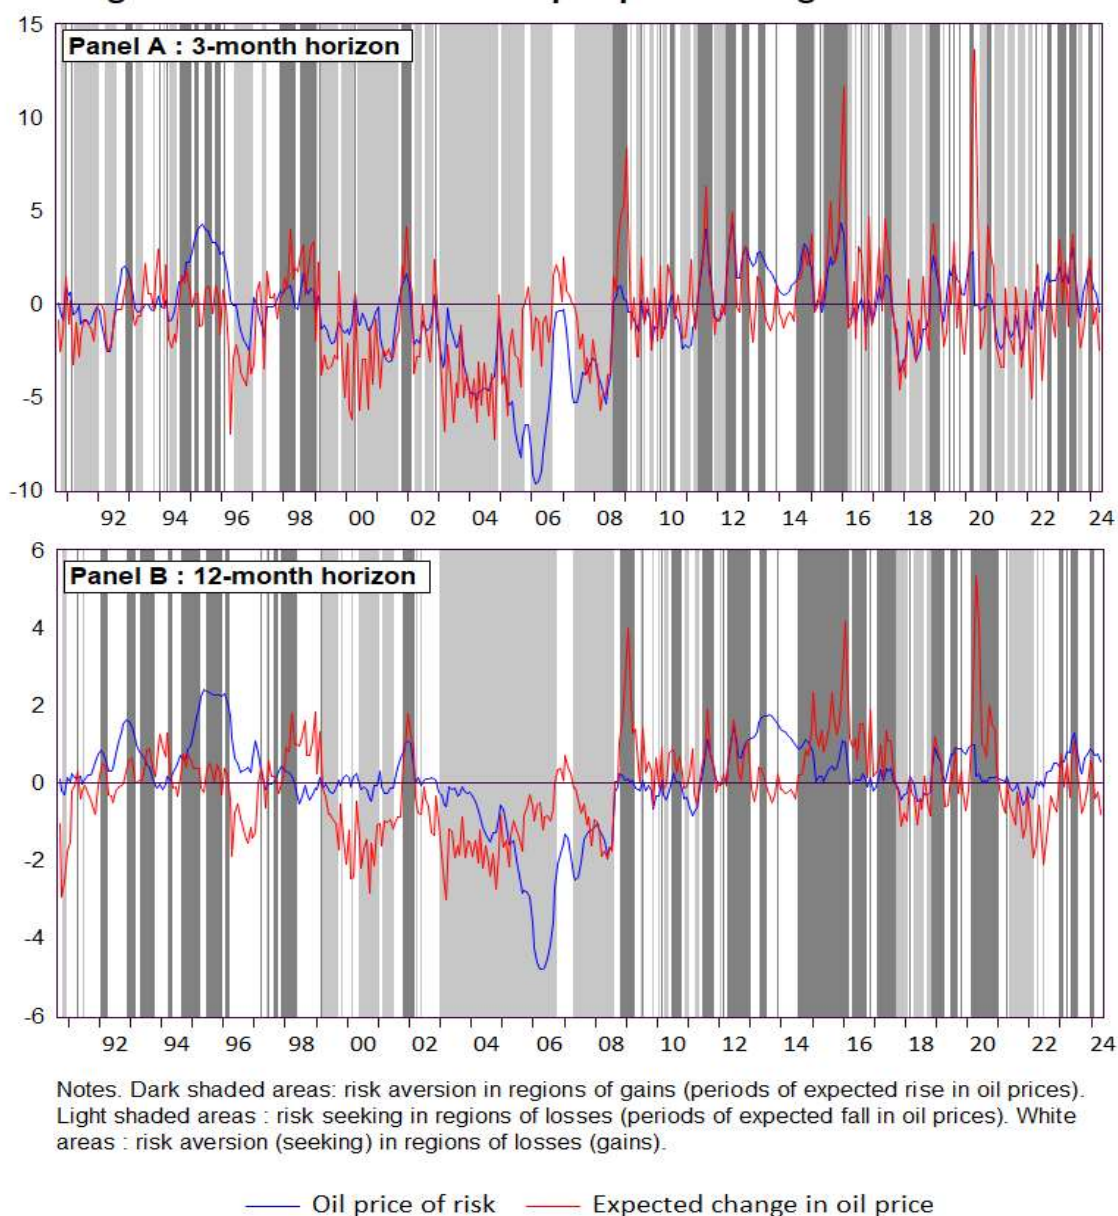 15
Panel A : 3-month horizon
10
5
0
-5
-10
92 94 96 98 00 02 04 06 08 10 12 14 16 18 20 22 24
6
Panel B : 12-month horizon
4
2
0
-2
-4
-6
92 94 96 98 00 02 04 06 08 10 12 14 16 18 20 22 24
Notes. Dark shaded areas: risk aversion in regions of gains (periods of expected rise in oil prices).
Light shaded areas : risk seeking in regions of losses (periods of expected fall in oil prices). White
areas : risk aversion (seeking) in regions of losses (gains).
Oil price of risk Expected change in oil price